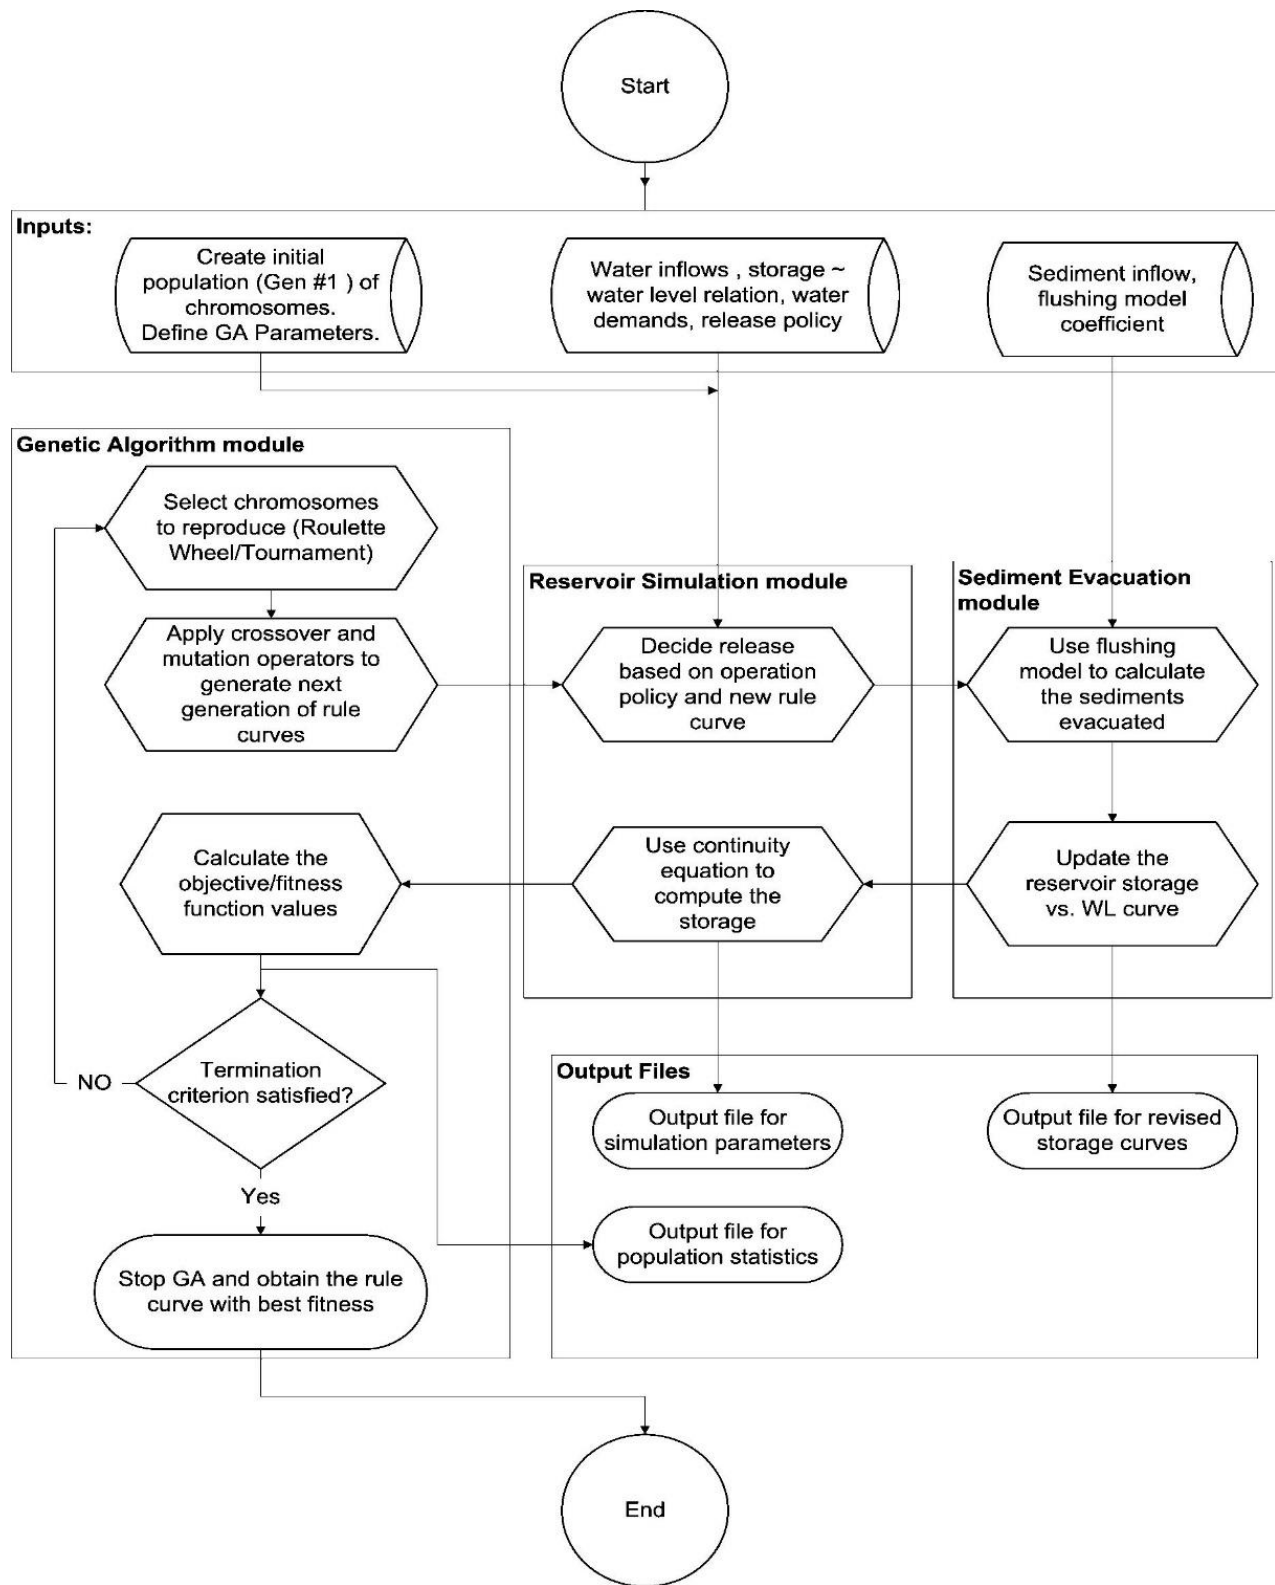 Start
Inputs:
Create initial
population (Gen #1 ) of
chromosomes.
Define GA Parameters.
Water inflows , storage ~
water level relation, water
demands, release policy
Sediment inflow,
flushing model
coefficient
Genetic Algorithm module
Select chromosomes
to reproduce (Roulette
Wheel/Tournament)
Apply crossover and
mutation operators to
generate next
generation of rule
curves
Reservoir Simulation module
Decide release
based on operation
policy and new rule
curve
Sediment Evacuation
module
Use flushing
model to calculate
the sediments
evacuated
Calculate the
objective/fitness
function values
Use continuity
equation to
compute the
storage
Update the
reservoir storage
vs. WL curve
Termination
criterion satisfied?
NO
Yes
Stop GA and obtain the rule
curve with best fitness
Output Files
Output file for
simulation parameters
Output file for revised
storage curves
Output file for
population statistics
End